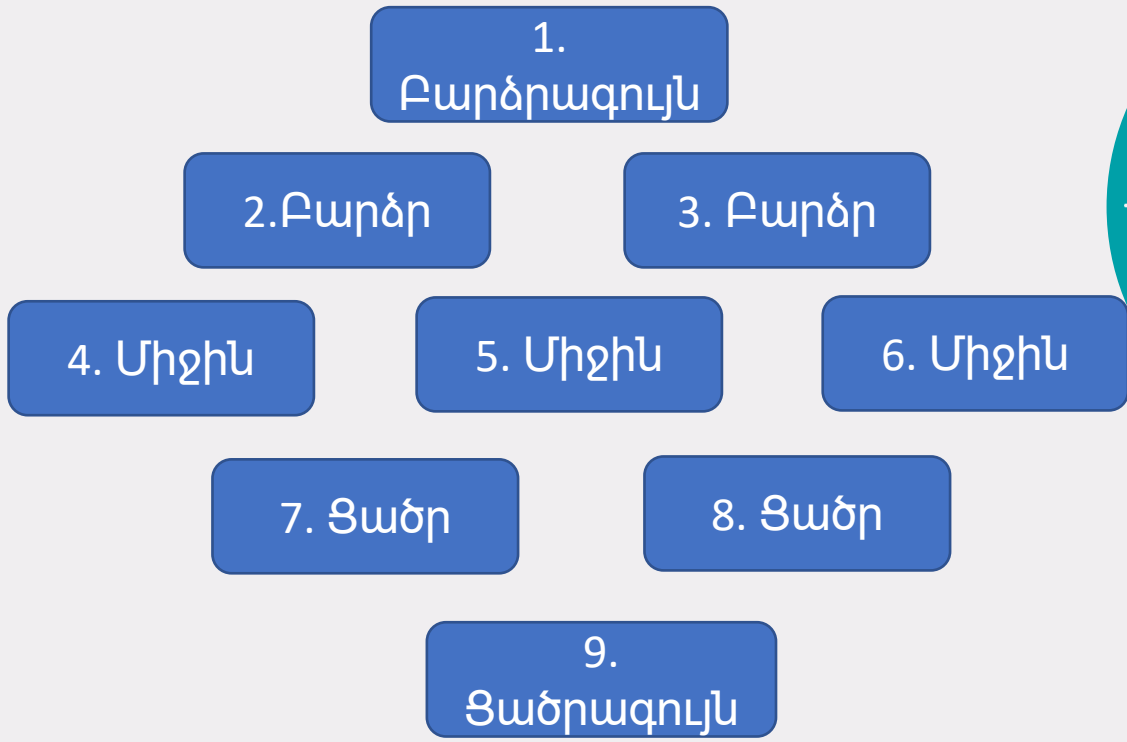 1.
Բարձրագույն
2.Բարձր
3. Բարձր
4. Միջին
5. Միջին
6. Միջին
7. Ցածր
8. Ցածր
9.
Ցածրագույն